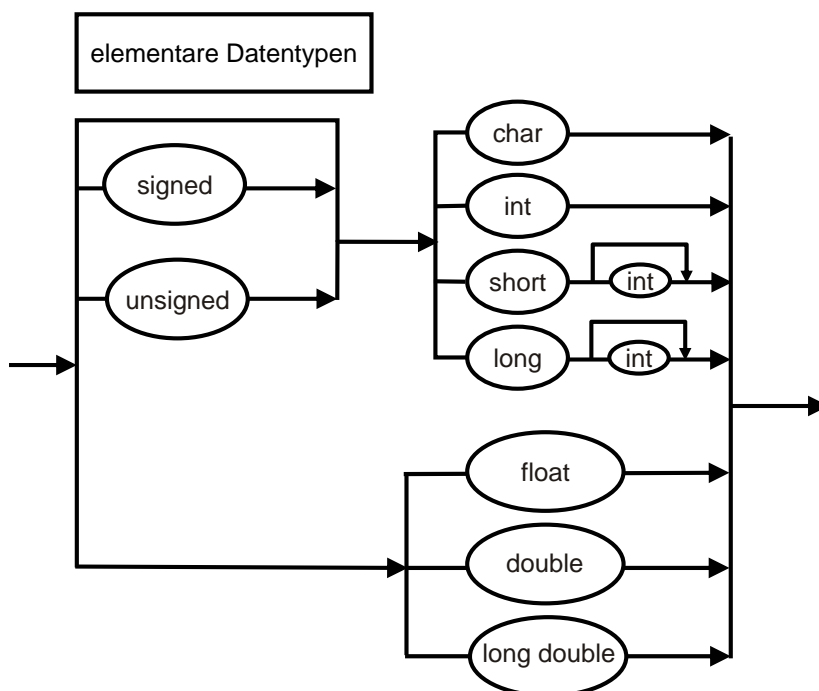 elementare Datentypen
signed
unsigned
char
int
short
int
long
int
float
double
long double